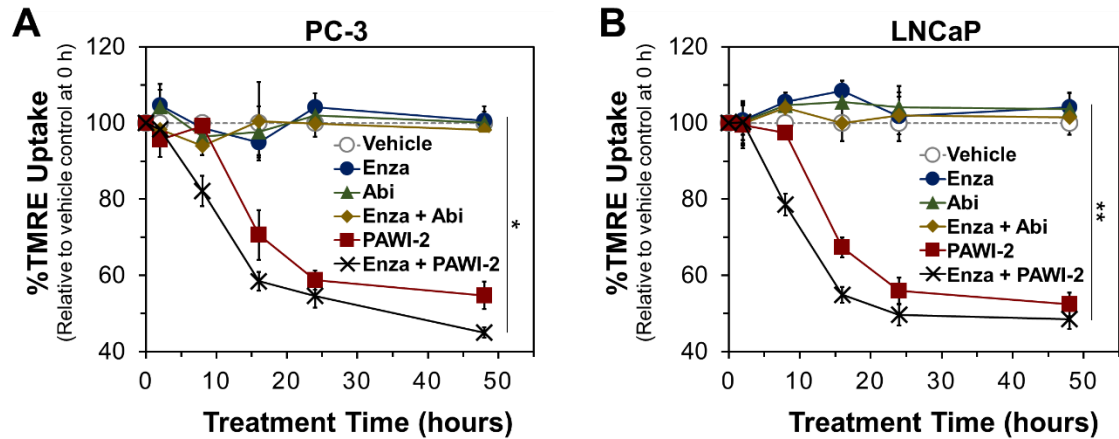 A
PC-3
%TMRE Uptake
(Relative to vehicle control at 0 h)
120
100
80
60
40
Vehicle
Enza
Abi
Enza + Abi
PAWI-2
Enza + PAWI-2
*
0
10
20
30
40
50
Treatment Time (hours)
B
LNCaP
%TMRE Uptake
(Relative to vehicle control at 0 h)
120
100
80
60
40
Vehicle
Enza
Abi
Enza + Abi
PAWI-2
Enza + PAWI-2
**
0
10
20
30
40
50
Treatment Time (hours)